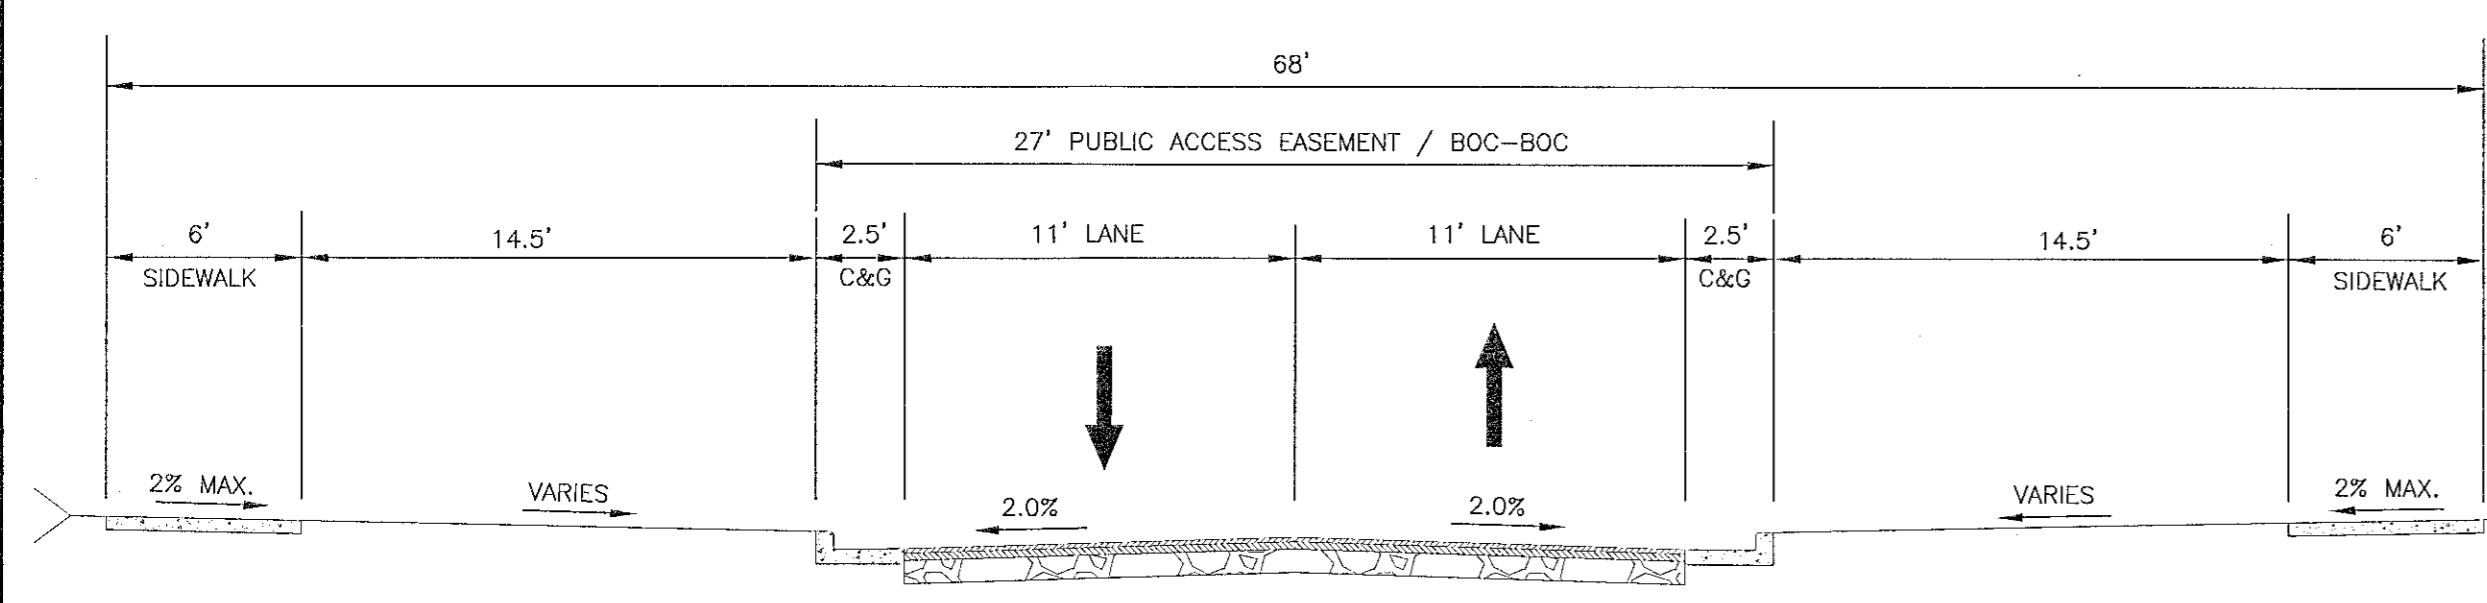 68'
27' PUBLIC ACCESS EASEMENT / BOC-BOC
6'
14.5'
2.5'
11' LANE
11' LANE
2.5'
14.5'
6'
SIDEWALK
C&G
C&G
SIDEWALK
2% MAX.
VARIES
2.0%
2.0%
VARIES
2% MAX.